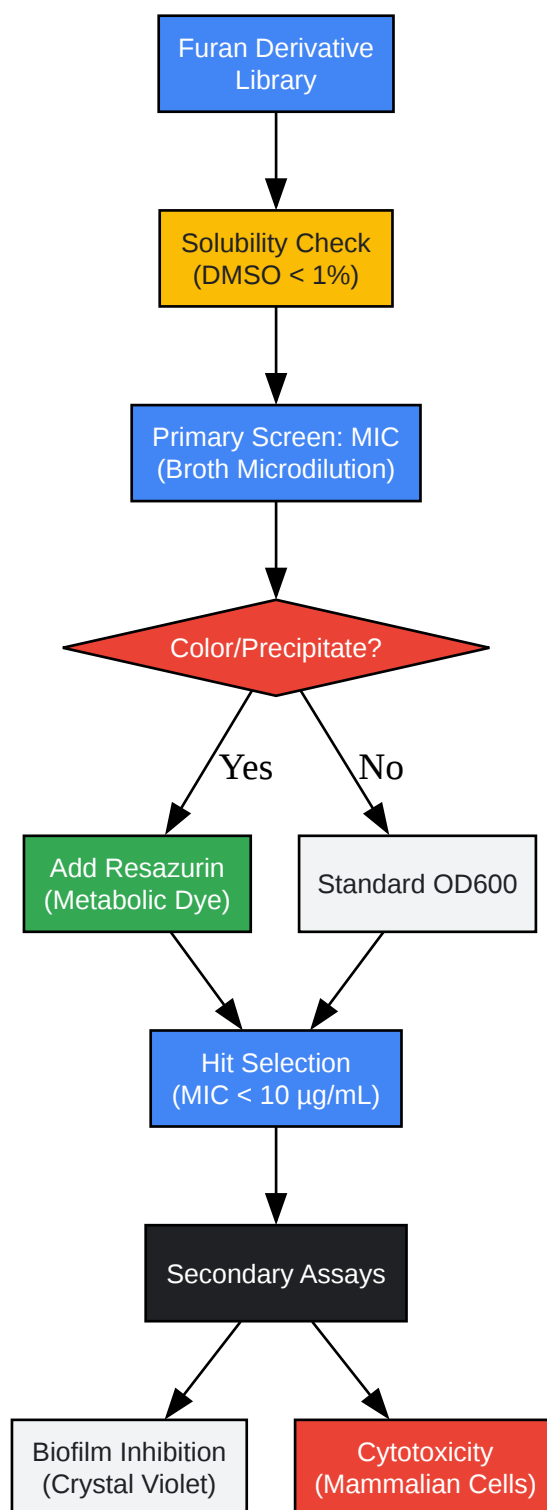 Furan Derivative
Library
Solubility Check
(DMSO < 1%)
Primary Screen: MIC
(Broth Microdilution)
Color/Precipitate?
Yes
No
Add Resazurin
(Metabolic Dye)
Standard OD600
Hit Selection
(MIC < 10 µg/mL)
Secondary Assays
Biofilm Inhibition
(Crystal Violet)
Cytotoxicity
(Mammalian Cells)